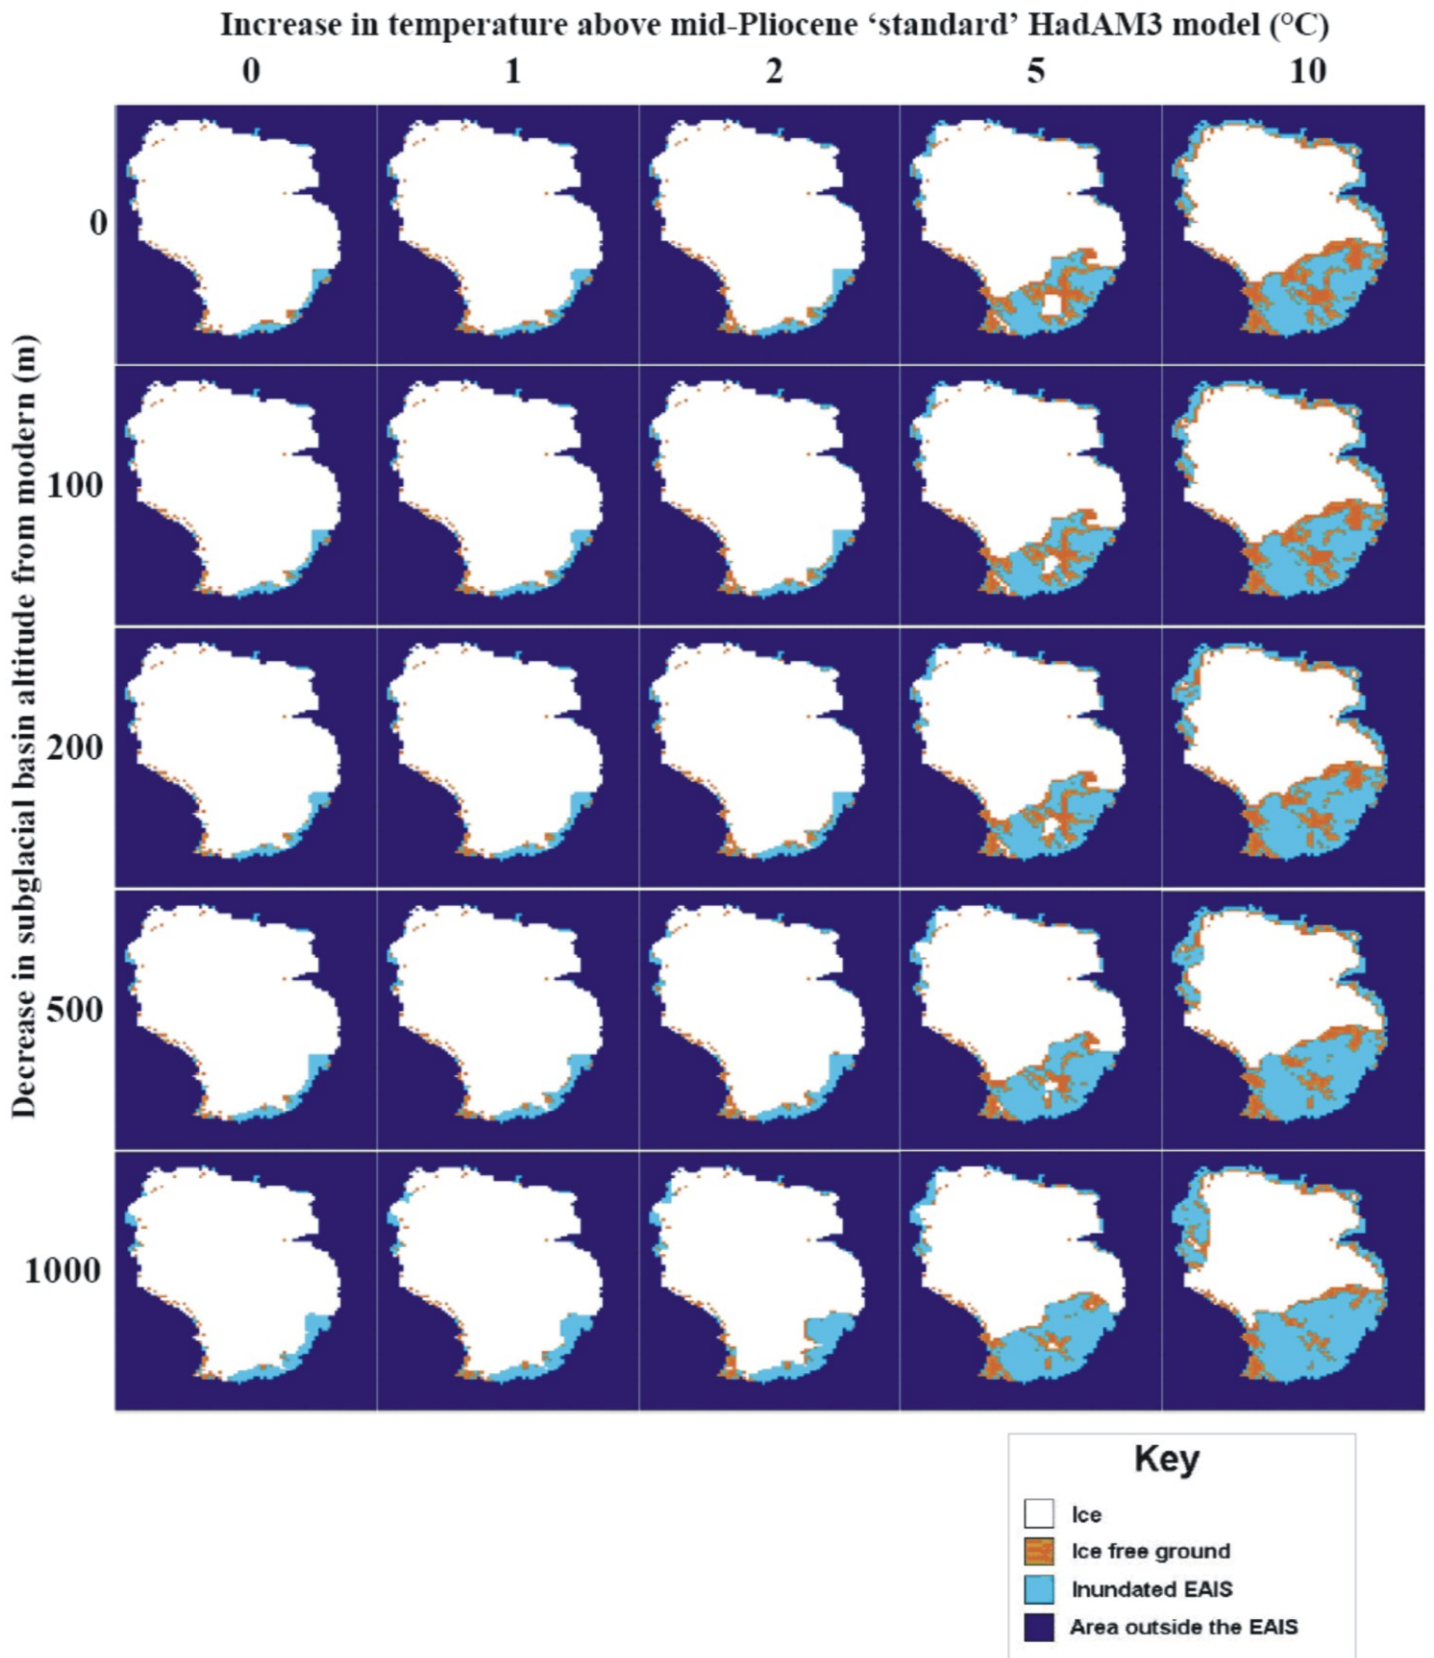 Increase in temperature above mid-Pliocene ‘standard’ HadAM3 model (°C)
0 1 2 5 10
Decrease in subglacial basin altitude from modern (m)
0
100
200
500
1000
Key
Ice
Ice free ground
Inundated EAIS
Area outside the EAIS